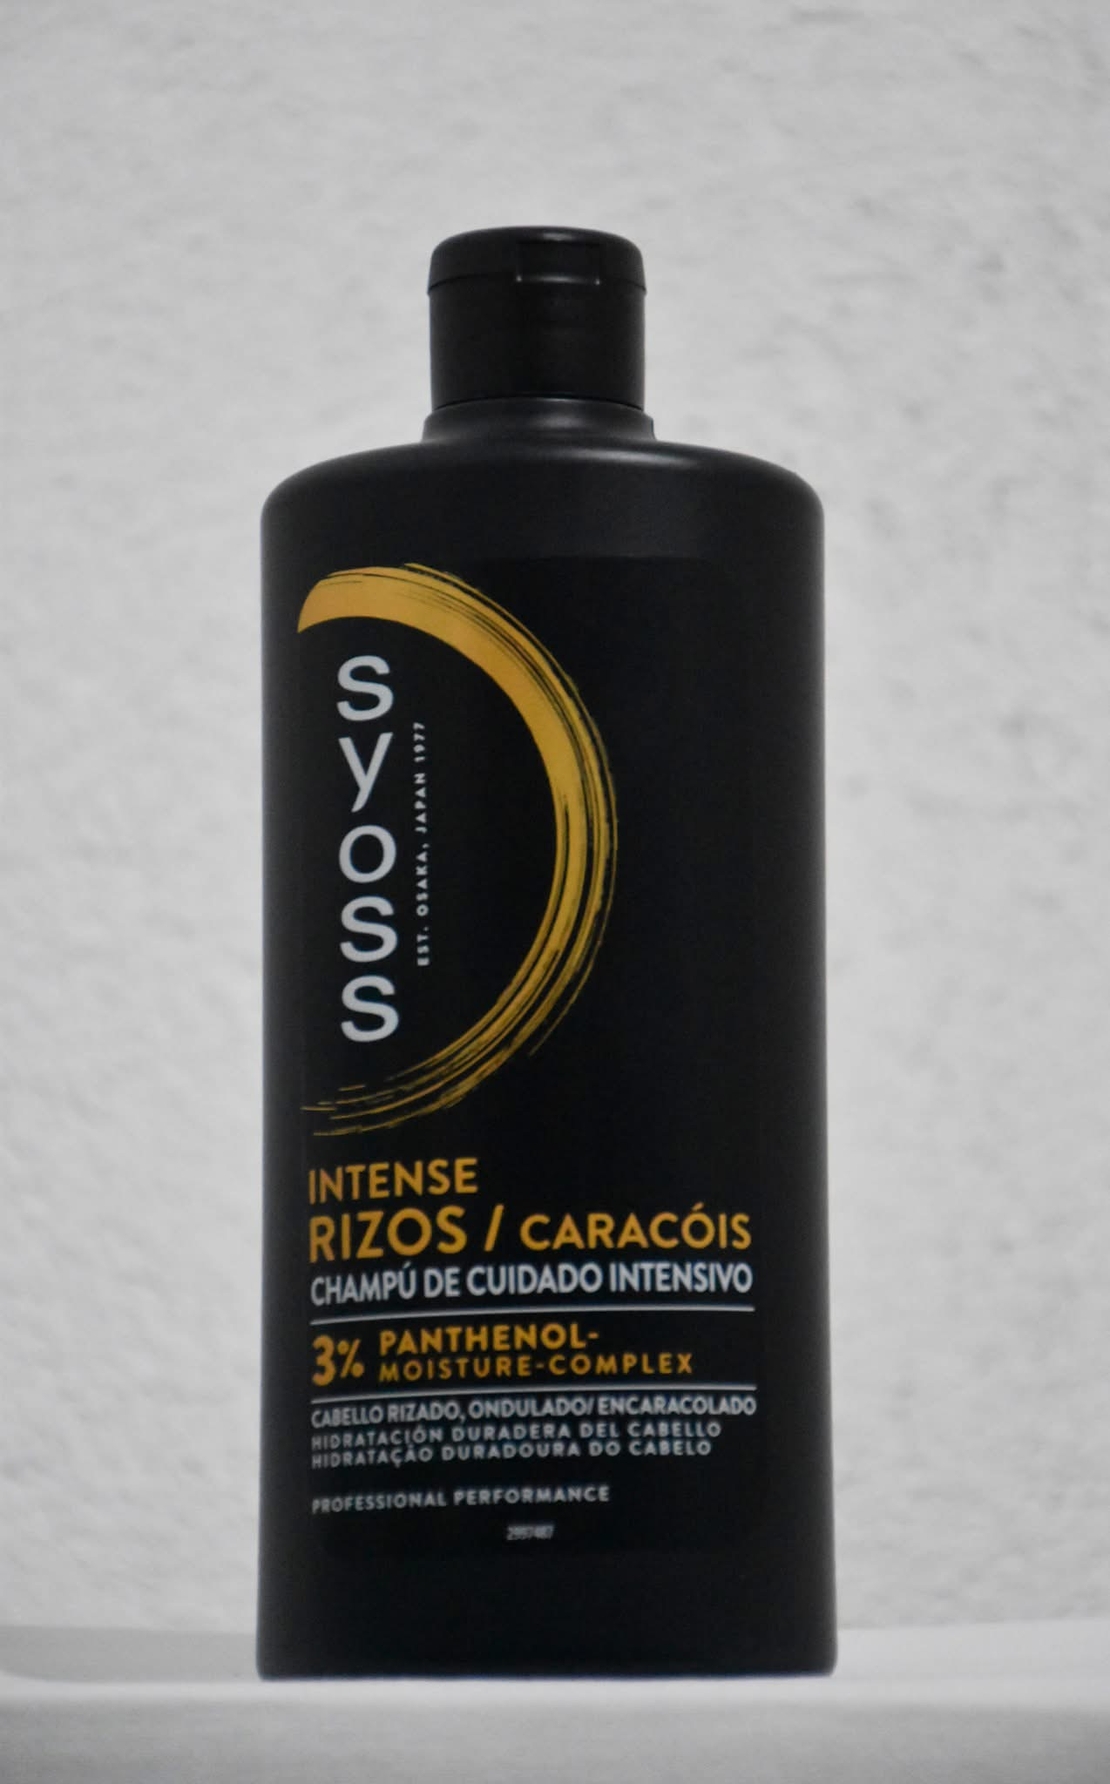 syoss
EST. OSAKA, JAPAN 1977
INTENSE
RIZOS / CARACÓIS
CHAMPÚ DE CUIDADO INTENSIVO
3% PANTHENOL-
MOISTURE-COMPLEX
CABELLO RIZADO, ONDULADO/ ENCARACOLADO
HIDRATACIÓN DURADERA DEL CABELLO
HIDRATAÇÃO DURADOURA DO CABELO
PROFESSIONAL PERFORMANCE